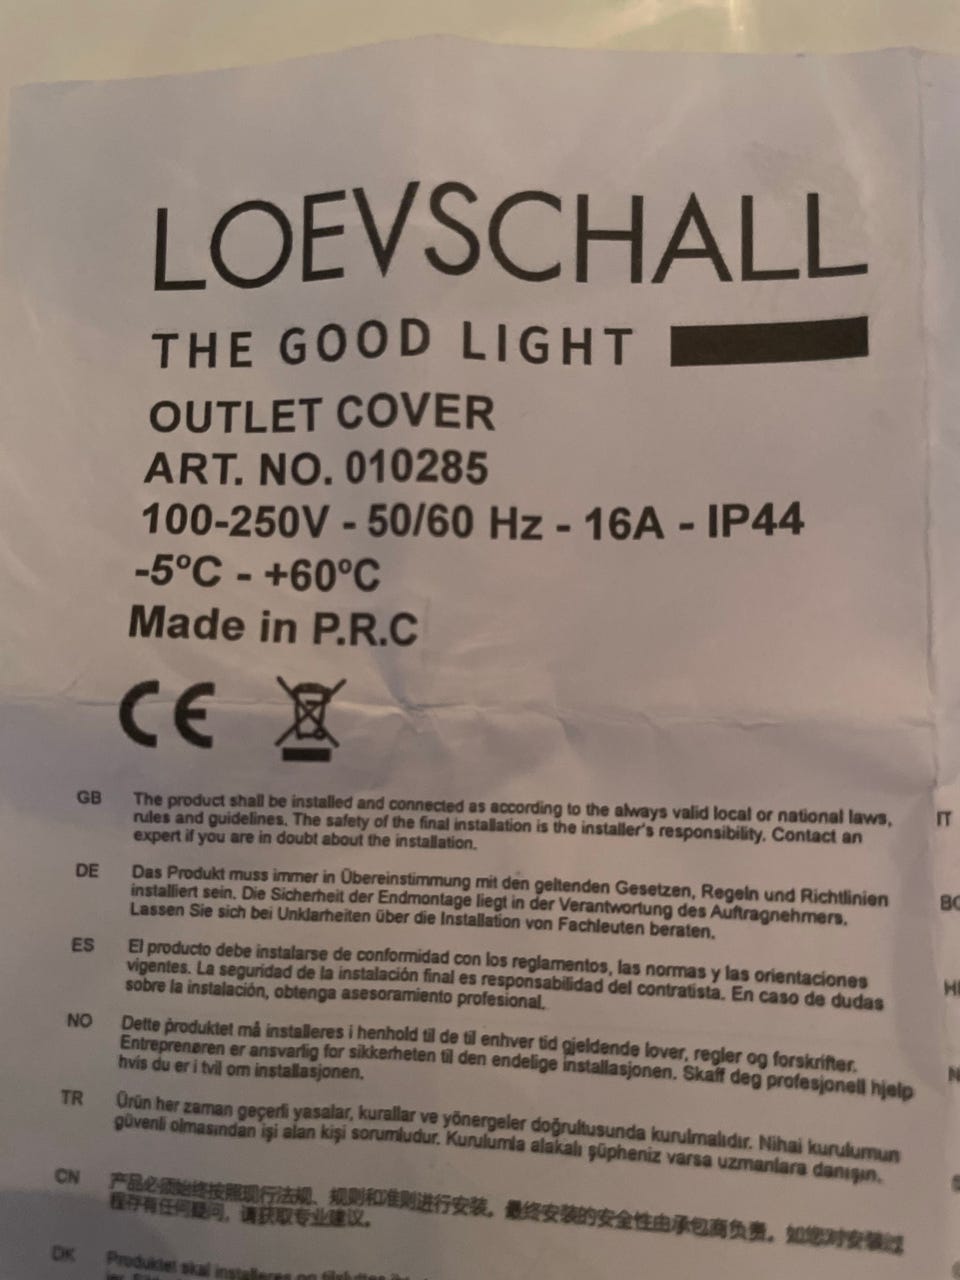 LOEVSCHALL
THE GOOD LIGHT
OUTLET COVER
ART. NO. 010285
100-250V - 50/60 Hz - 16A - IP44
-5ºC - +60ºC
Made in P.R.C
CE
GB The product shall be installed and connected as according to the always valid local or national laws,
rules and guidelines. The safety of the final installation is the installer's responsibility. Contact an
expert if you are in doubt about the installation.
DE Das Produkt muss immer in Übereinstimmung mit den geltenden Gesetzen, Regeln und Richtlinien
installiert sein. Die Sicherheit der Endmontage liegt in der Verantwortung des Auftragnehmers.
Lassen Sie sich bei Unklarheiten über die Installation von Fachleuten beraten.
ES El producto debe instalarse de conformidad con los reglamentos, las normas y las orientaciones
vigentes. La seguridad de la instalación final es responsabilidad del contratista. En caso de dudas
sobre la instalación, obtenga asesoramiento profesional.
NO Dette produktet må installeres i henhold til de til enhver tid gjeldende lover, regler og forskrifter.
Entreprenøren er ansvarlig for sikkerheten til den endelige installasjonen. Skaff deg profesjonell hjelp
hvis du er i tvil om installasjonen.
TR Ürün her zaman geçerli yasalar, kurallar ve yönergeler doğrultusunda kurulmalıdır. Nihai kurulumun
güvenli olmasından işi alan kişi sorumludur. Kurulumla alakalı şüpheniz varsa uzmanlara danışın.
CN 产品必须始终按照现行法规、规则和准则进行安装。最终安装的安全性由承包商负责。如您对安装过
程存有任何疑问，请获取专业建议。
DK Produktet skal installeres og tilsluttes
IT